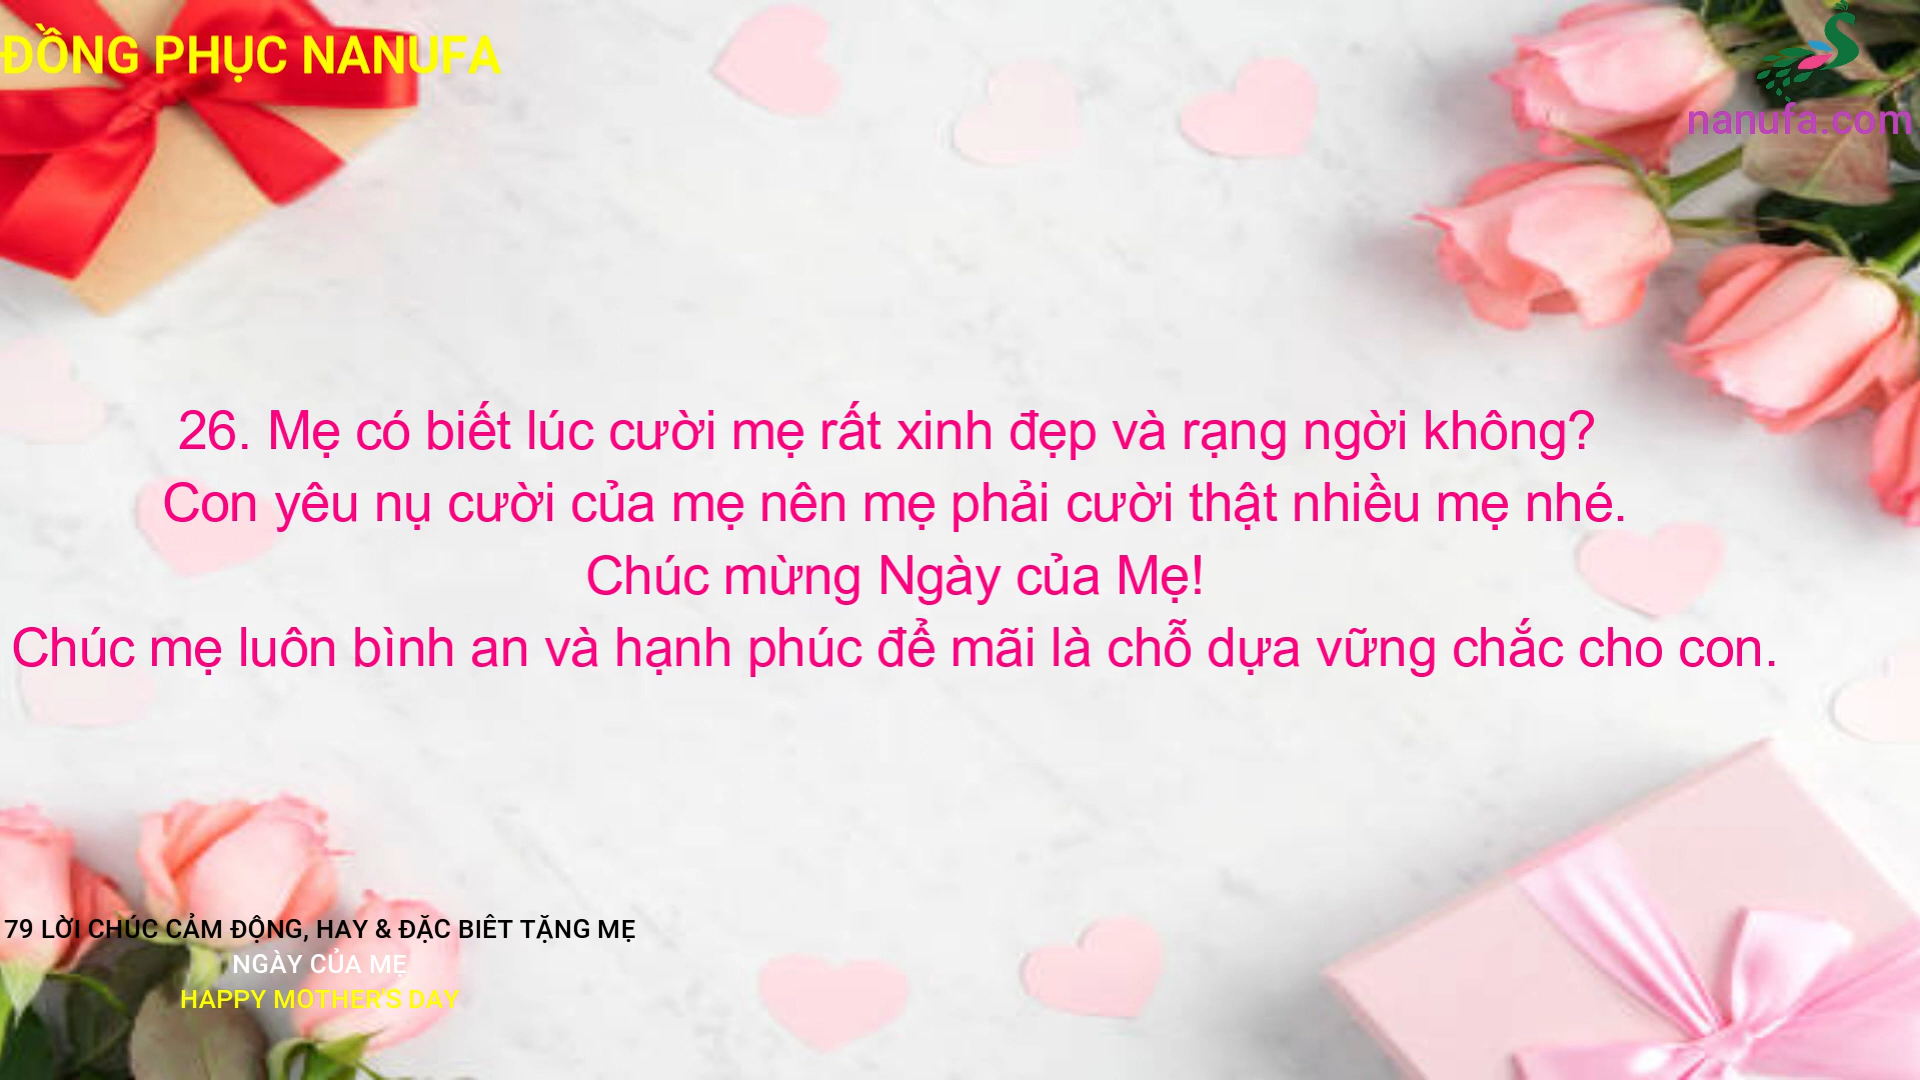 ĐỒNG PHỤC NANUFA
nanufa.com
26. Mẹ có biết lúc cười mẹ rất xinh đẹp và rạng ngời không?
Con yêu nụ cười của mẹ nên mẹ phải cười thật nhiều mẹ nhé.
Chúc mừng Ngày của Mẹ!
Chúc mẹ luôn bình an và hạnh phúc để mãi là chỗ dựa vững chắc cho con.
79 LỜI CHÚC CẢM ĐỘNG, HAY & ĐẶC BIÊT TẶNG MẸ
NGÀY CỦA MẸ
HAPPY MOTHER'S DAY